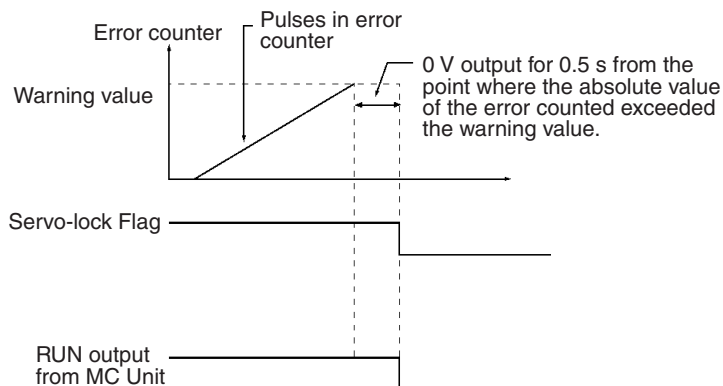 Error counter
Pulses in error
counter
Warning value
0 V output for 0.5 s from the
point where the absolute value
of the error counted exceeded
the warning value.
Servo-lock Flag
RUN output
from MC Unit